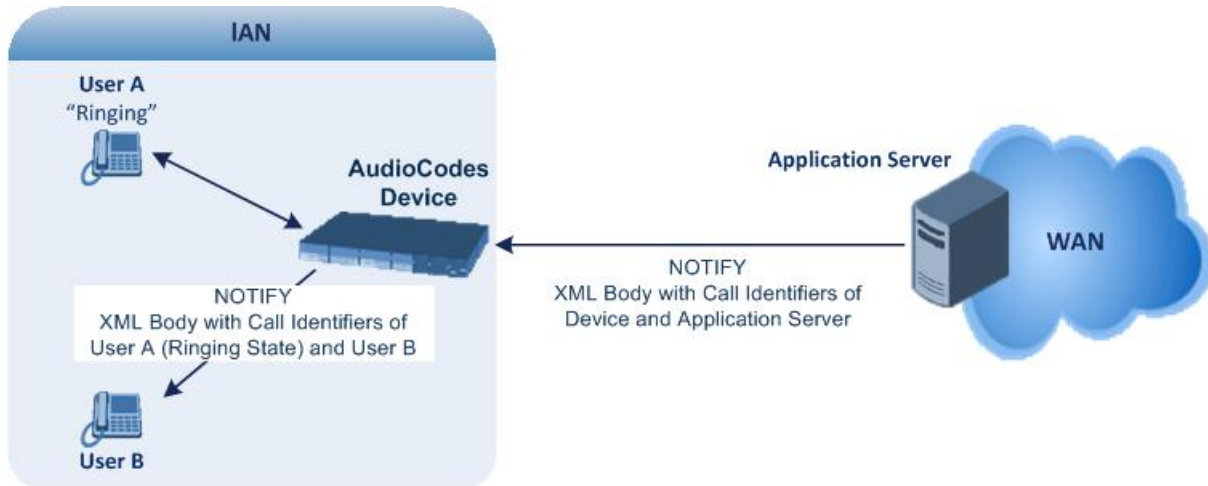 lAN
User A
"Ringing"
AudioCodes
Device
Application Server
WAN
NOTIFY
XML Body with Call Identifiers of
Device and Application Server
NOTIFY
XML Body with Call Identifiers of
User A (Ringing State) and User B
User B